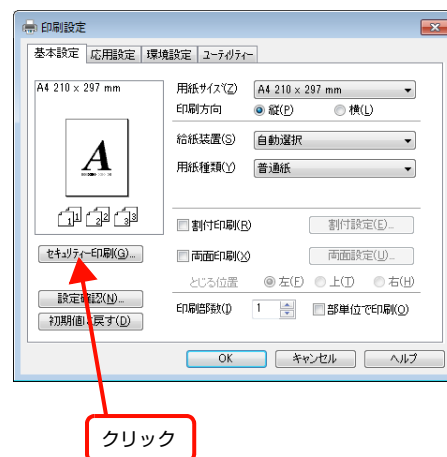 印刷設定
基本設定 応用設定 環境設定 ユーティリティー
A4 210 x 297 mm
用紙サイズ(Z) A4 210 x 297 mm
印刷方向 縦(P) 横(L)
給紙装置(S) 自動選択
用紙種類(Y) 普通紙
A
1 1 2 2 3 3
割付印刷(R) 割付設定(E)...
セキュリティー印刷(G)... 両面印刷(X) 両面設定(U)...
とじる位置 左(F) 上(T) 右(H)
設定確認(N)... 印刷部数(I) 1 部単位で印刷(O)
初期値に戻す(D)
OK キャンセル ヘルプ
クリック